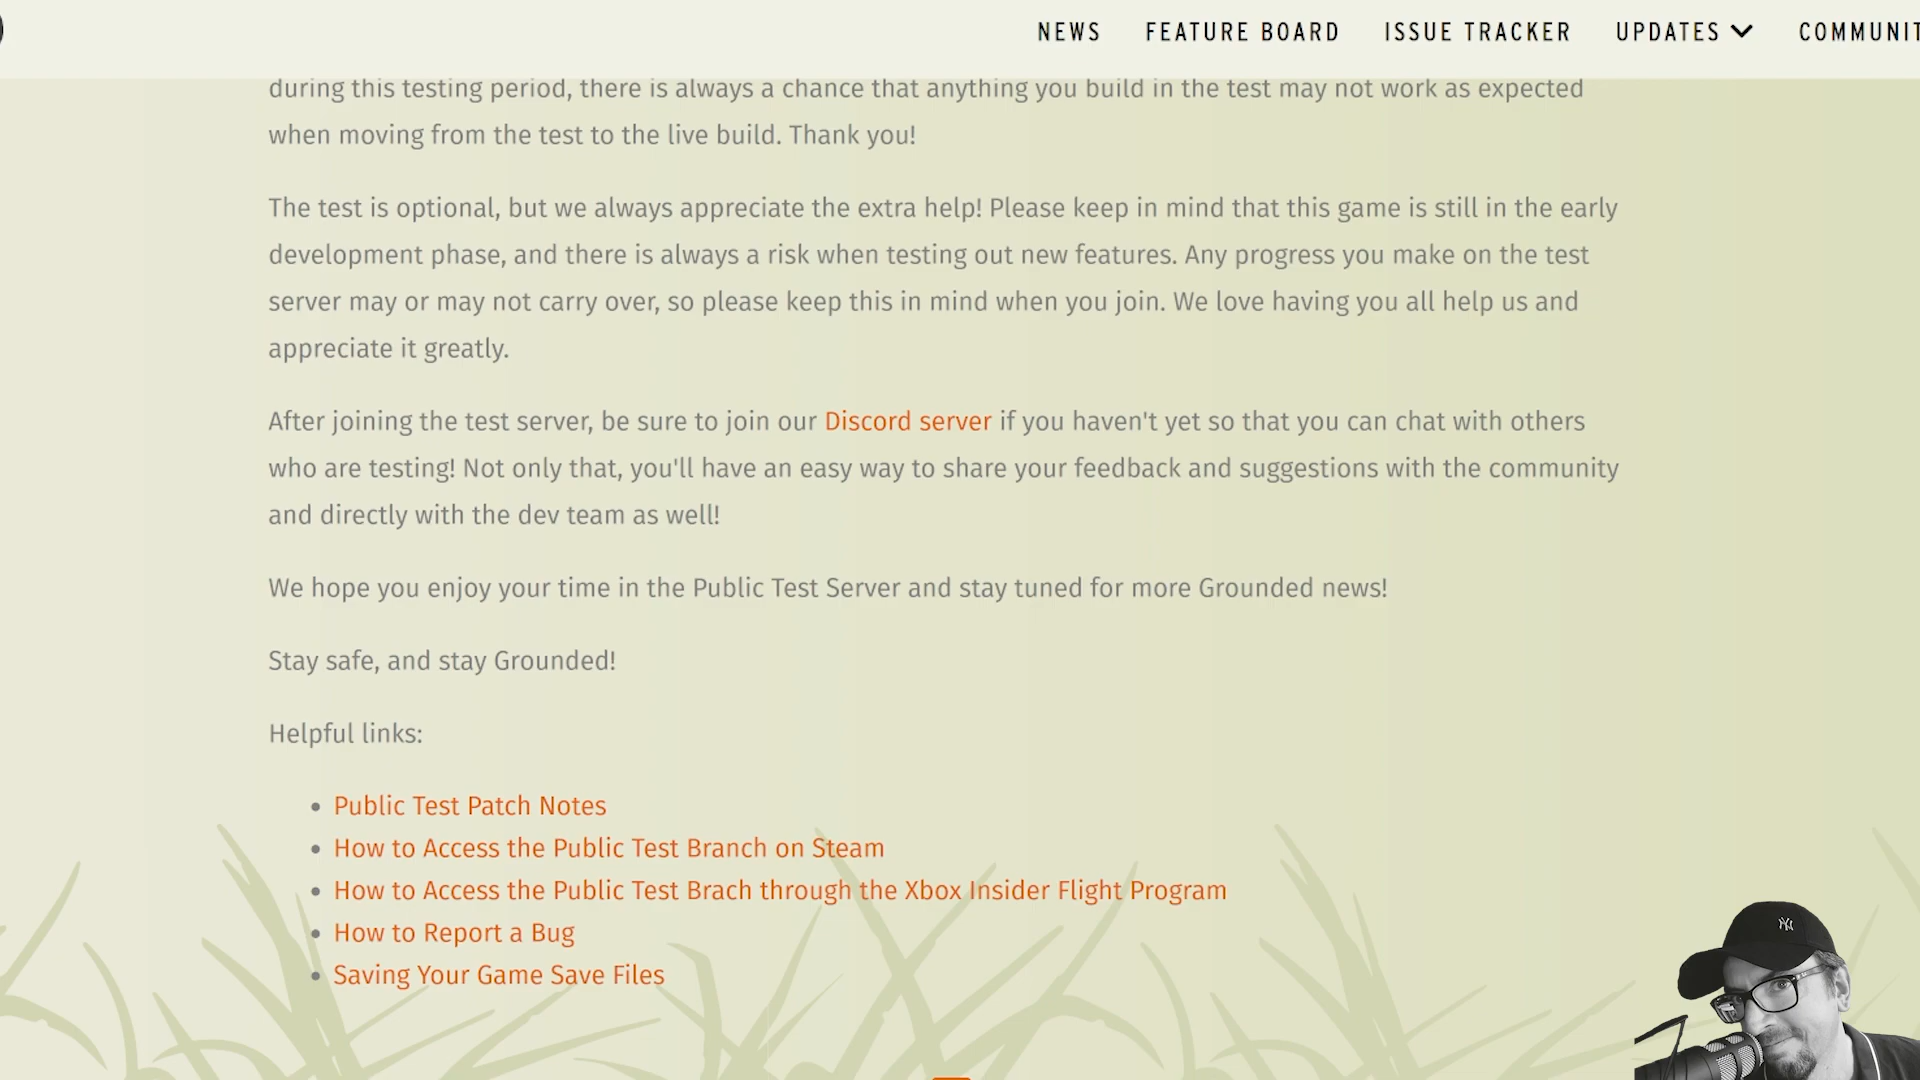 NEWS FEATURE BOARD ISSUE TRACKER UPDATES COMMUNIT
during this testing period, there is always a chance that anything you build in the test may not work as expected
when moving from the test to the live build. Thank you!
The test is optional, but we always appreciate the extra help! Please keep in mind that this game is still in the early
development phase, and there is always a risk when testing out new features. Any progress you make on the test
server may or may not carry over, so please keep this in mind when you join. We love having you all help us and
appreciate it greatly.
After joining the test server, be sure to join our Discord server if you haven't yet so that you can chat with others
who are testing! Not only that, you'll have an easy way to share your feedback and suggestions with the community
and directly with the dev team as well!
We hope you enjoy your time in the Public Test Server and stay tuned for more Grounded news!
Stay safe, and stay Grounded!
Helpful links:
Public Test Patch Notes
How to Access the Public Test Branch on Steam
How to Access the Public Test Brach through the Xbox Insider Flight Program
How to Report a Bug
Saving Your Game Save Files
NY